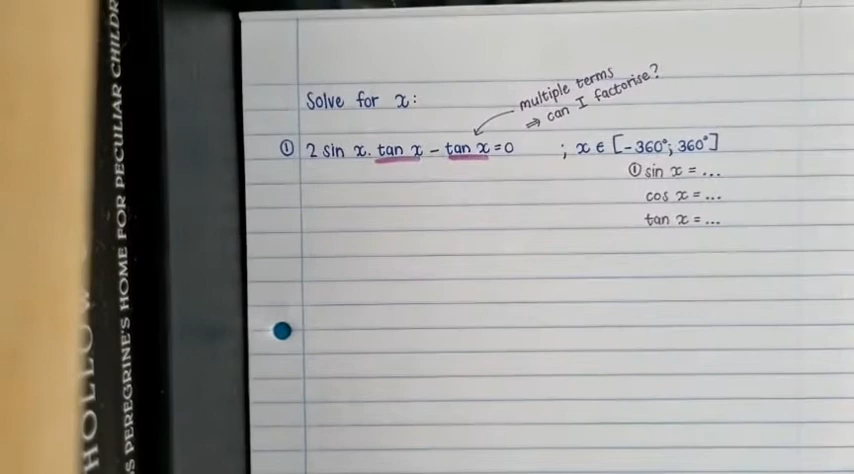 HOLLOW
S PEREGRINE'S HOME FOR PECULIAR CHILDR
Solve for x:
multiple terms
⇒ can I factorise?
① 2 sin x. tan x - tan x = 0 ; x ∈ [-360°; 360°]
① sin x = ...
cos x = ...
tan x = ...